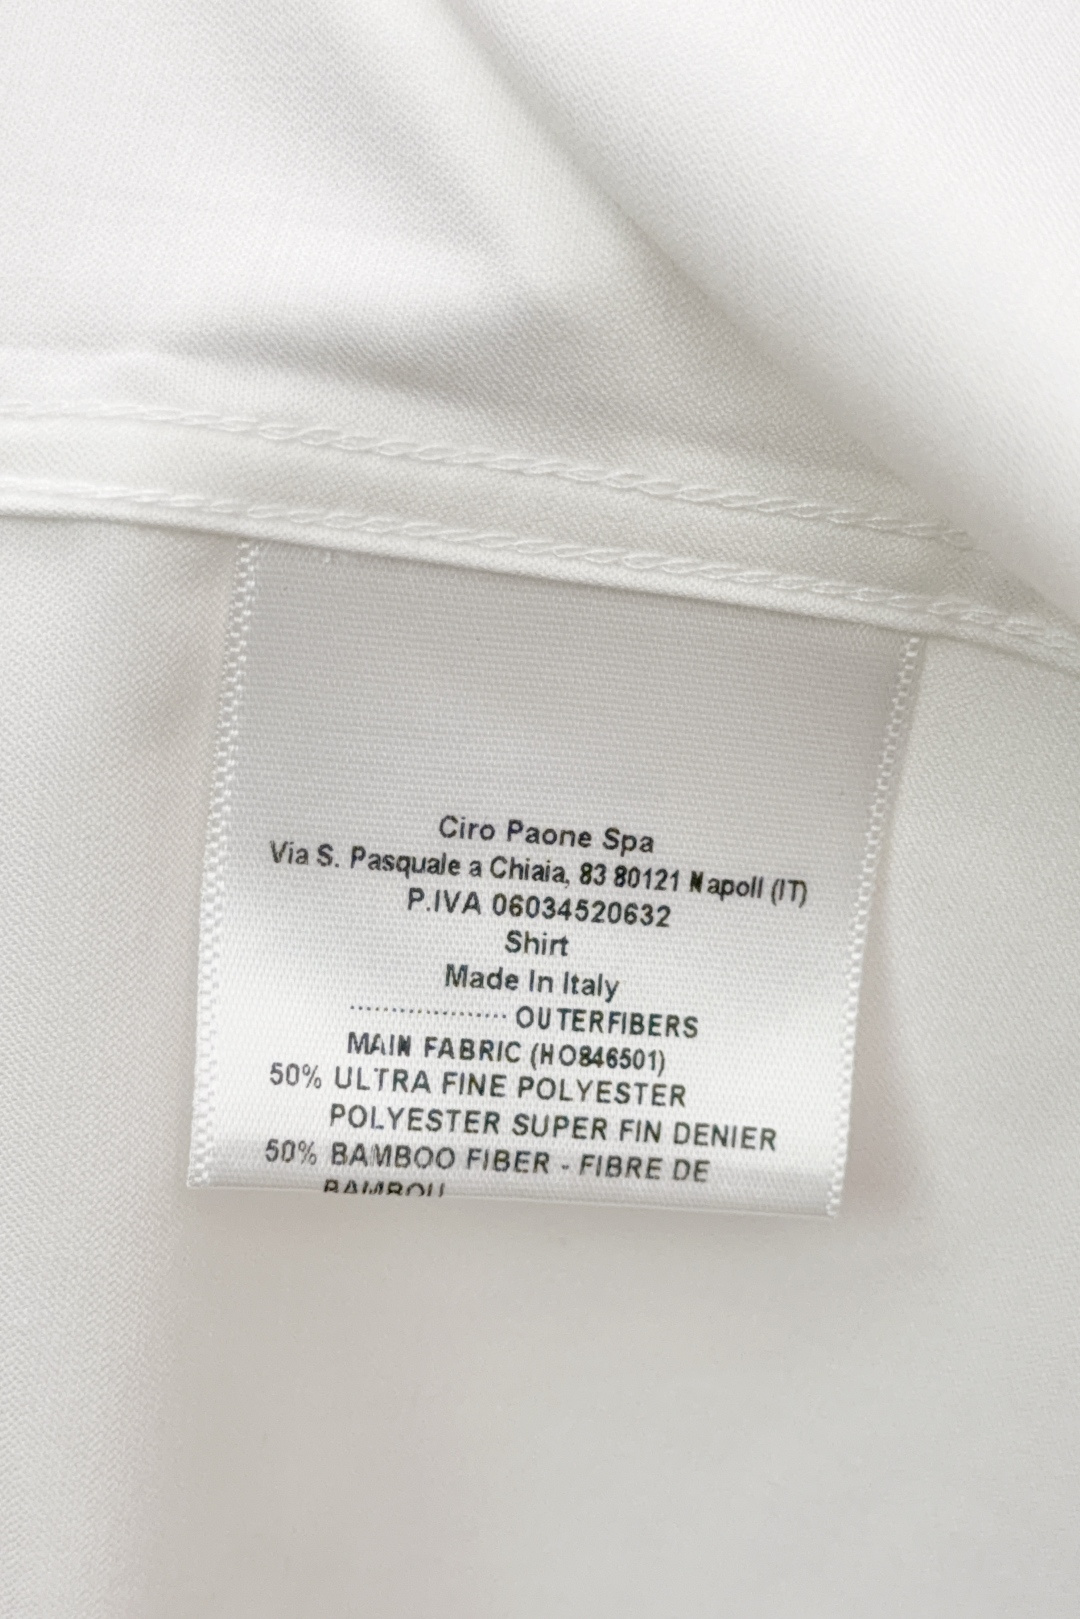 Ciro Paone Spa
Via S. Pasquale a Chiaia, 83 80121 Napoli (IT)
P.IVA 06034520632
Shirt
Made In Italy
................... OUTERFIBERS
MAIN FABRIC (HO846501)
50% ULTRA FINE POLYESTER
POLYESTER SUPER FIN DENIER
50% BAMBOO FIBER - FIBRE DE
BAMBOU